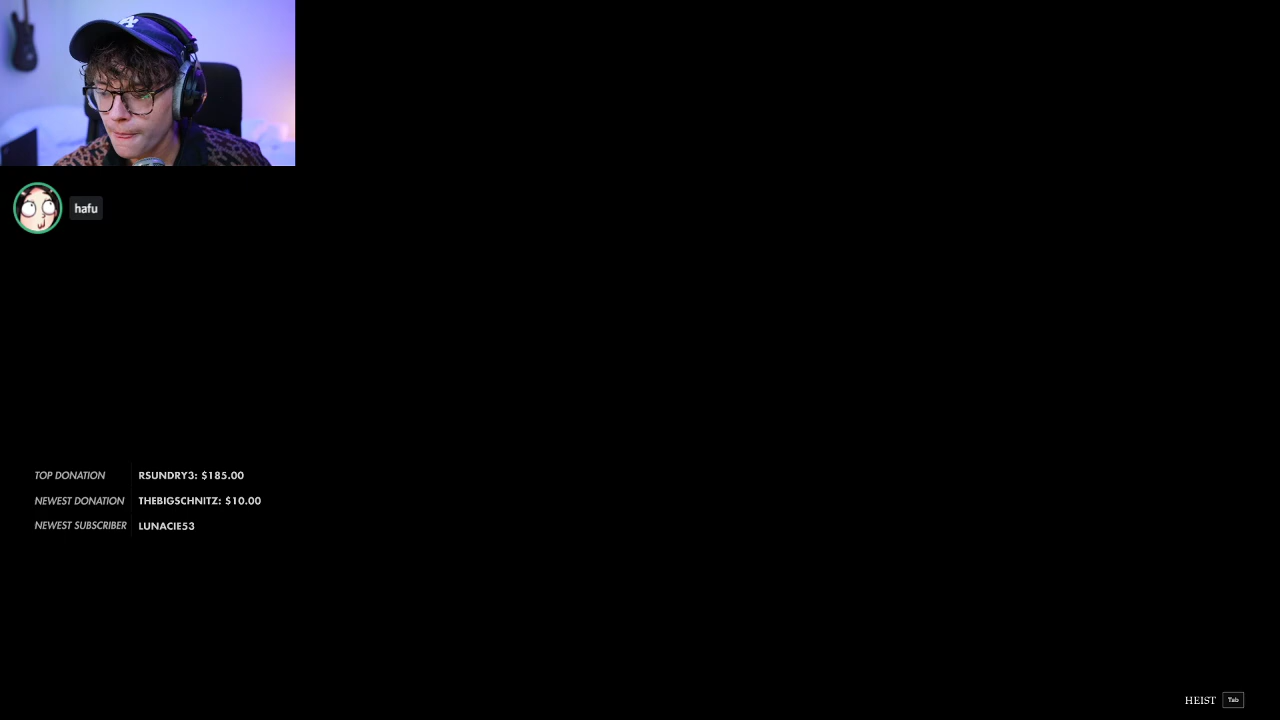 hafu
TOP DONATION RSUNDRY3: $185.00
NEWEST DONATION THEBIGSCHNITZ: $10.00
NEWEST SUBSCRIBER LUNACIE53
HEIST Tab